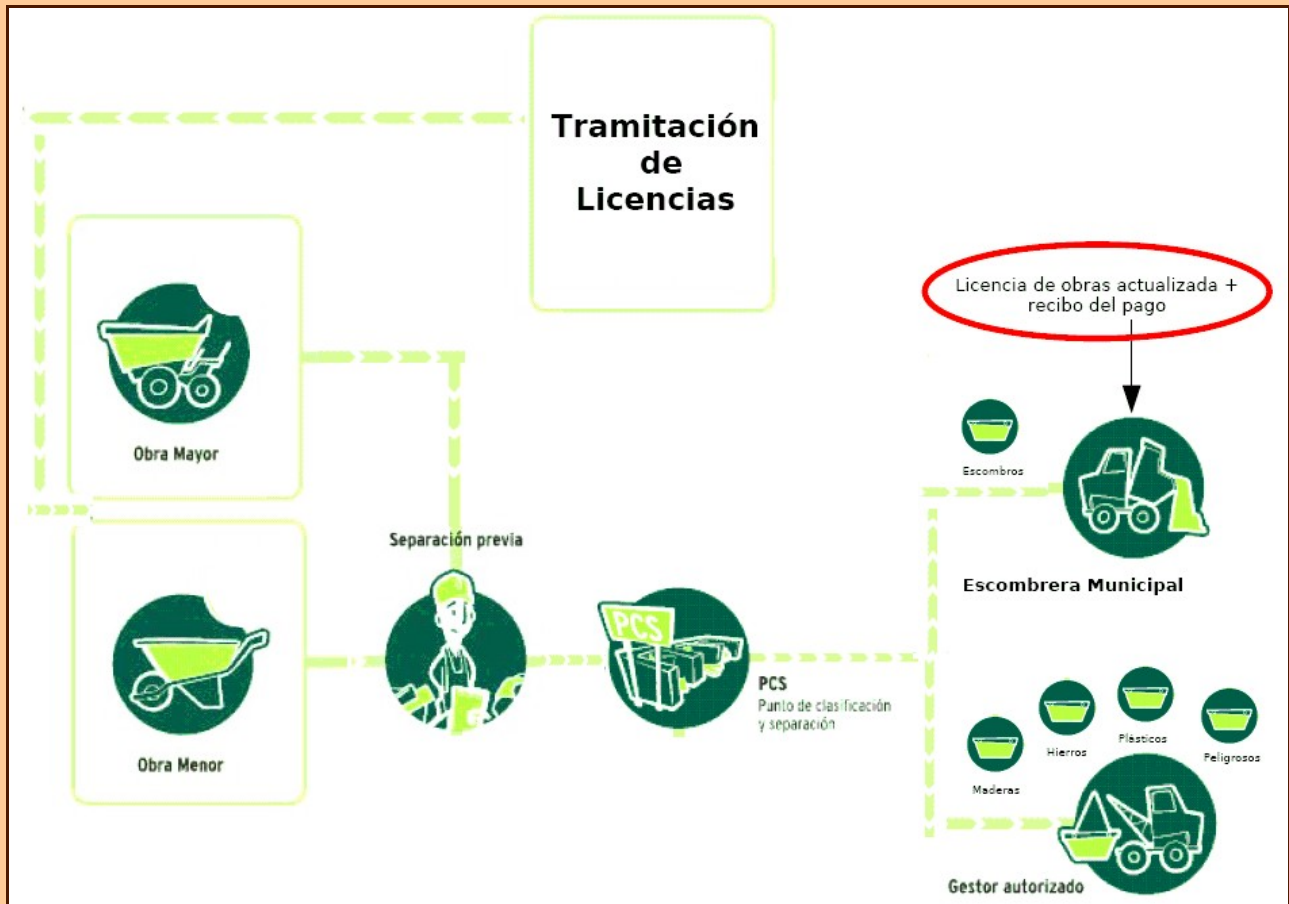 Tramitación
de
Licencias
Licencia de obras actualizada +
recibo del pago
Escombros
Obra Mayor
Separación previa
Escombrera Municipal
PCS
PCS
Punto de clasificación
y separación
Obra Menor
Maderas
Hierros
Plásticos
Peligrosos
Gestor autorizado